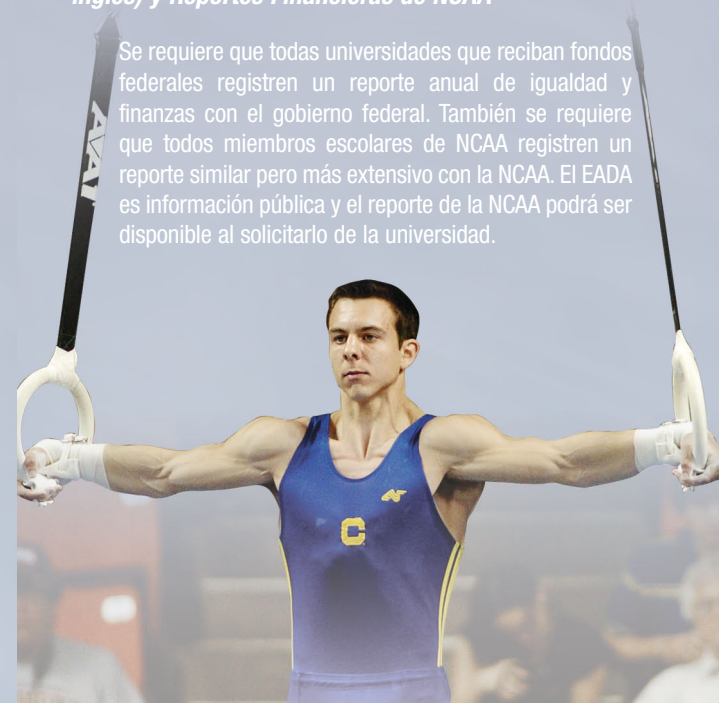 inglés) y Reportes Financieros de NCAA
Se requiere que todas universidades que reciban fondos
federales registren un reporte anual de igualdad y
finanzas con el gobierno federal. También se requiere
que todos miembros escolares de NCAA registren un
reporte similar pero más extensivo con la NCAA. El EADA
es información pública y el reporte de la NCAA podrá ser
disponible al solicitarlo de la universidad.
C